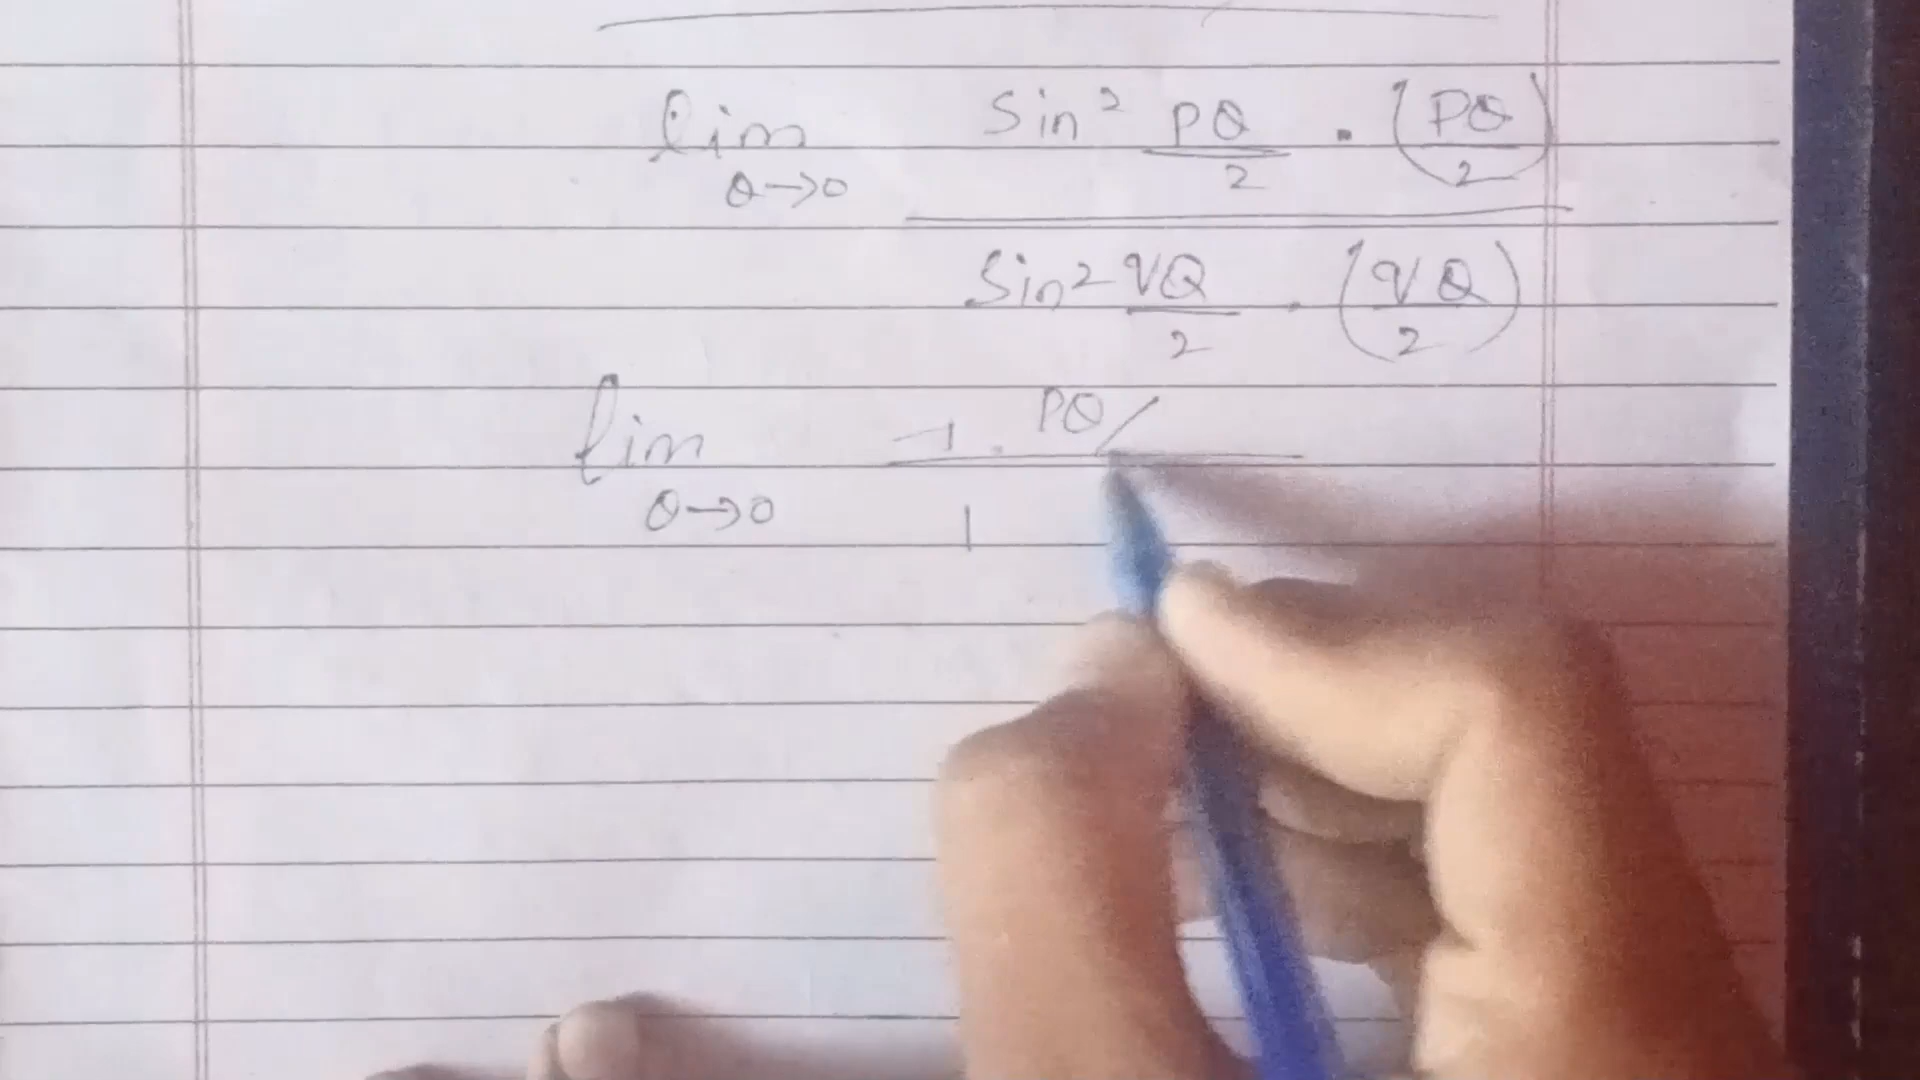 lim Sin² Pθ/2 . (Pθ/2)
θ→0
Sin² qθ/2 . (qθ/2)
lim 1 . Pθ/
θ→0 1